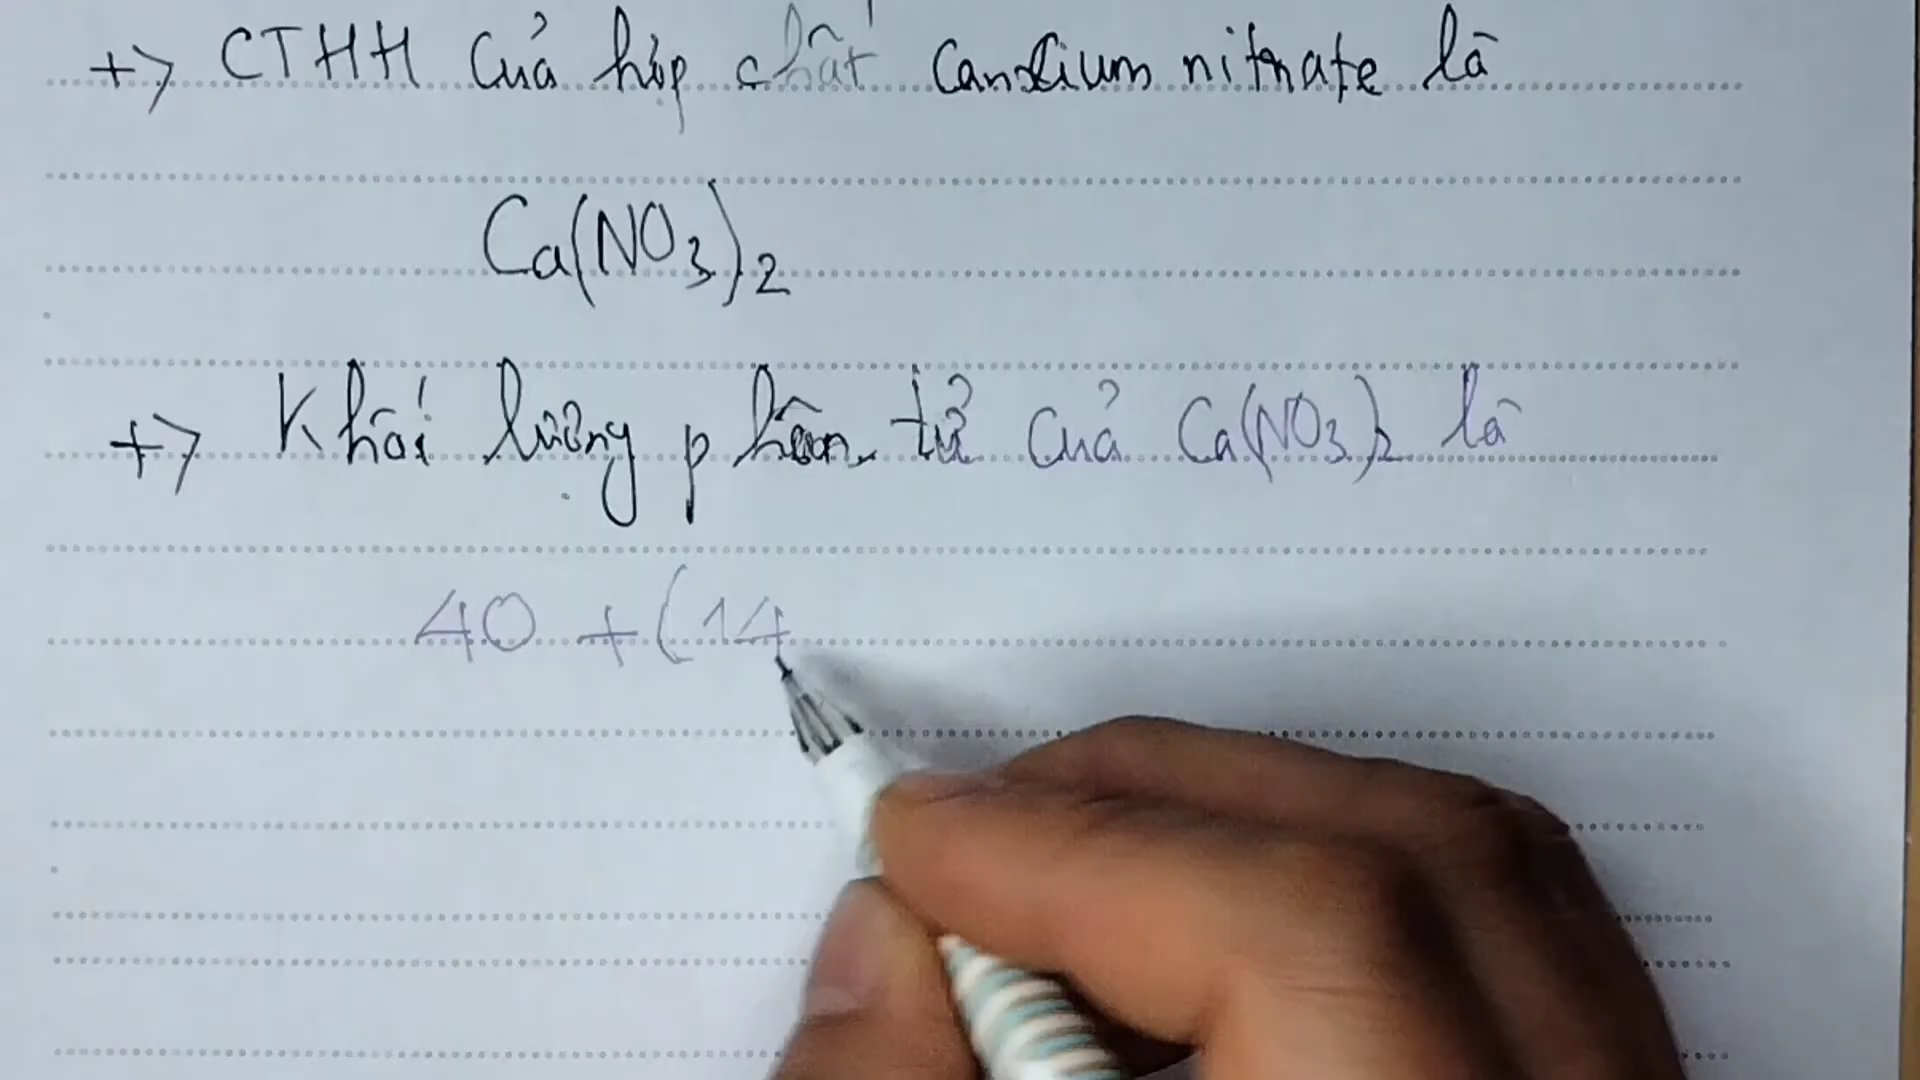 +> CTHH của hợp chất Canxium nitrate là
Ca(NO₃)₂
+> Khối lượng phân tử của Ca(NO₃)₂ là
40 + (14